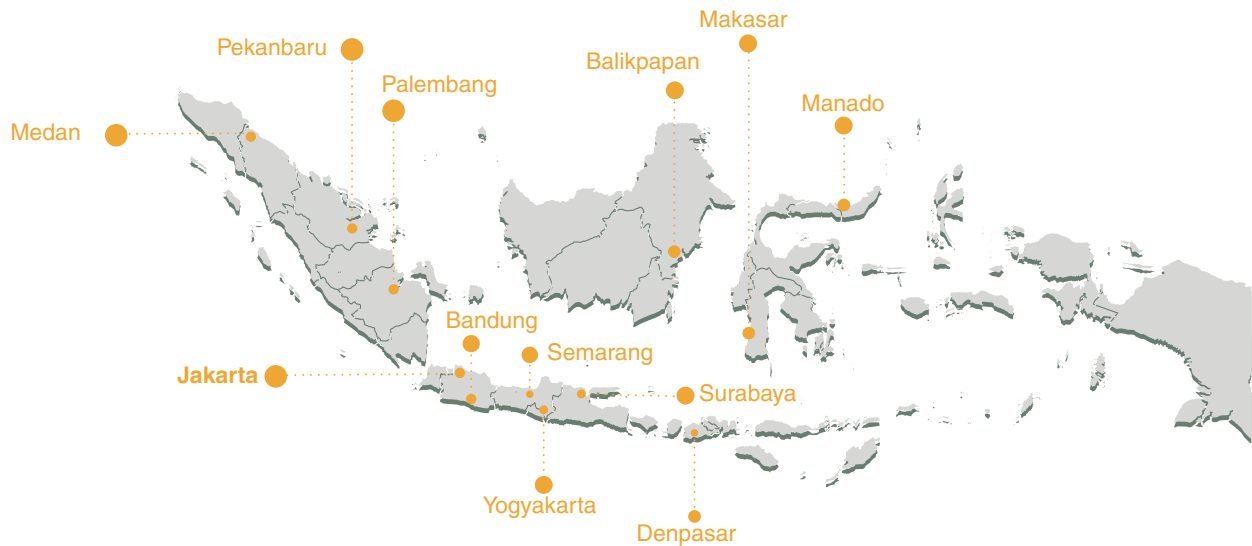 Makasar
Pekanbaru
Balikpapan
Palembang
Manado
Medan
Bandung
Semarang
Jakarta
Surabaya
Yogyakarta
Denpasar